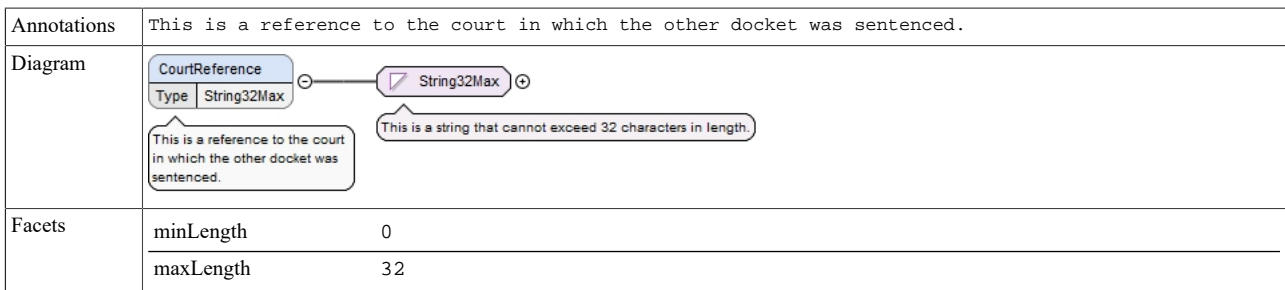 Annotations This is a reference to the court in which the other docket was sentenced.
Diagram
CourtReference
Type String32Max
String32Max
This is a reference to the court
in which the other docket was
sentenced.
This is a string that cannot exceed 32 characters in length.
Facets
minLength 0
maxLength 32